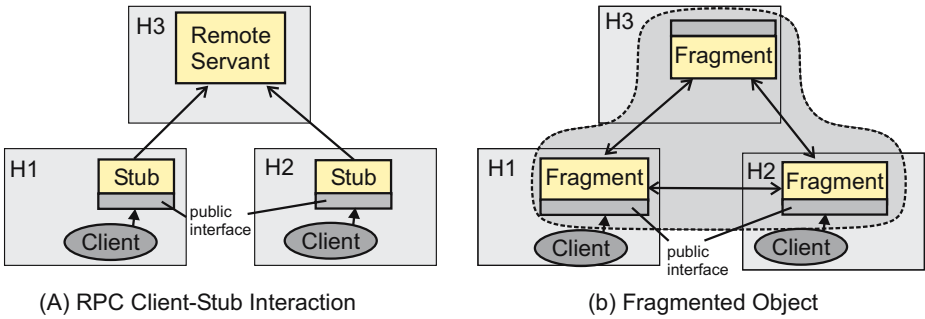 H3
Remote
Servant
H1
Stub
Client
public
interface
H2
Stub
Client
(A) RPC Client-Stub Interaction
H3
Fragment
H1
Fragment
Client
public
interface
H2
Fragment
Client
(b) Fragmented Object